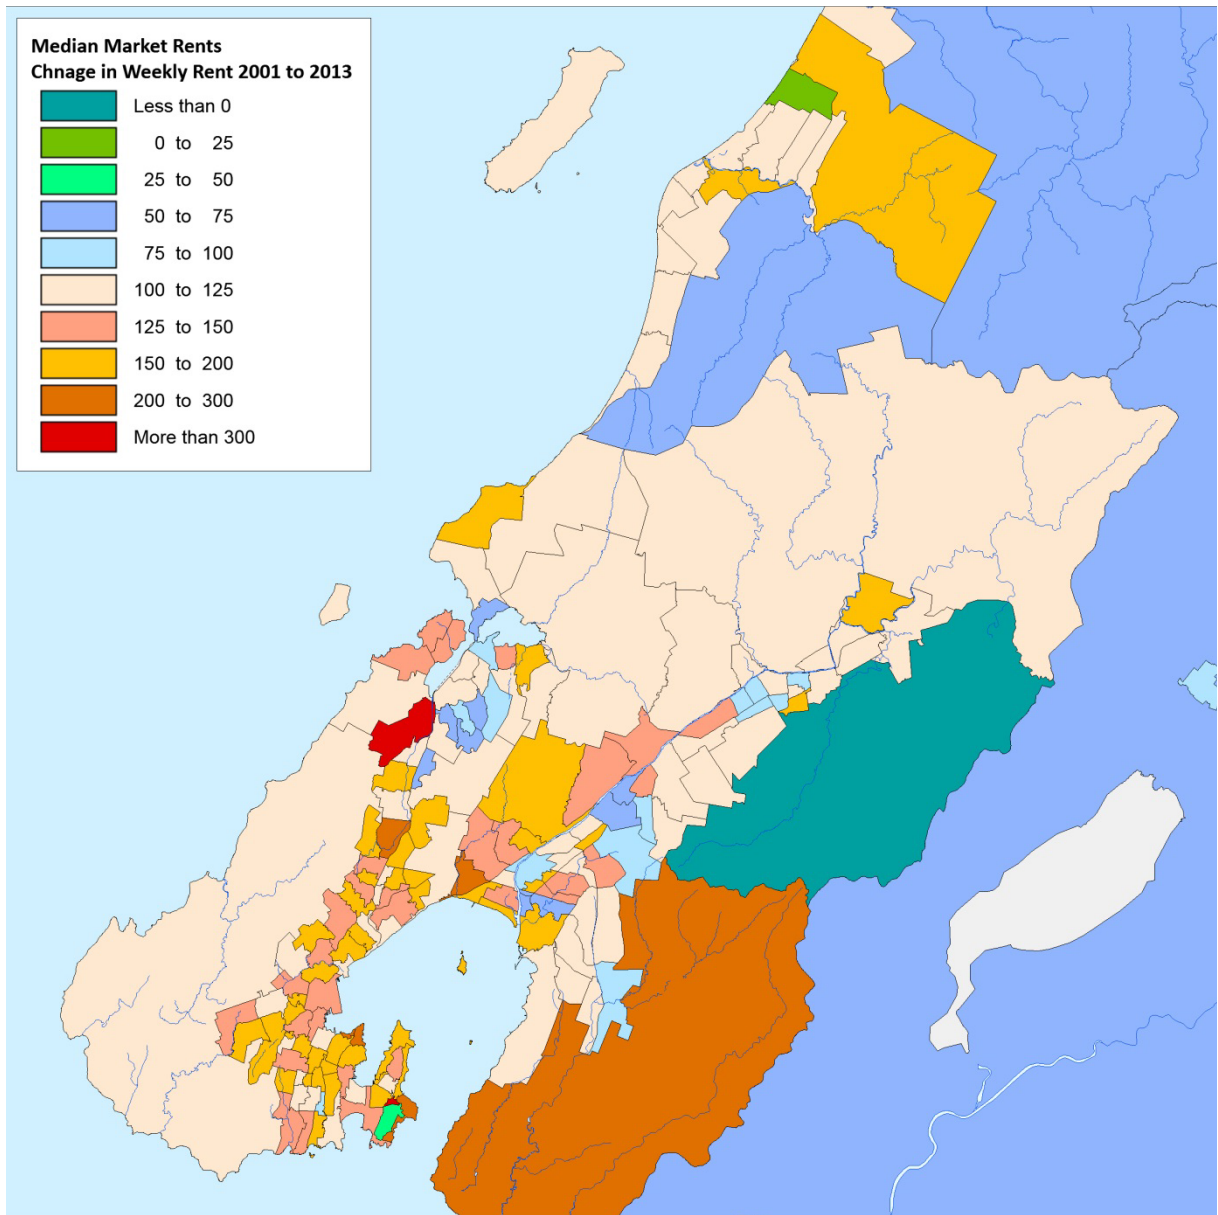 Median Market Rents
Chnage in Weekly Rent 2001 to 2013
Less than 0
0 to 25
25 to 50
50 to 75
75 to 100
100 to 125
125 to 150
150 to 200
200 to 300
More than 300